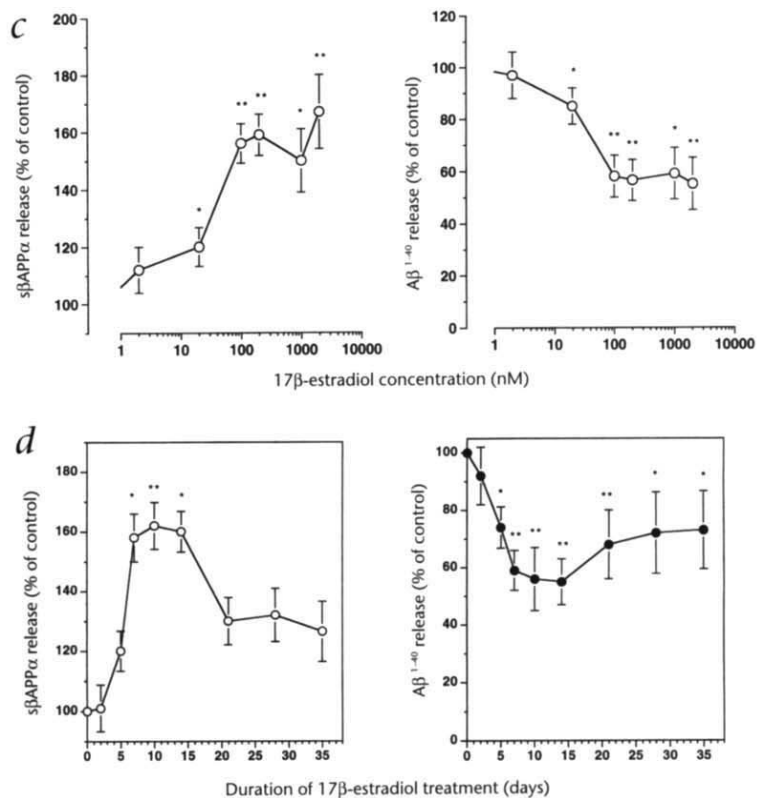 c
sβAPPα release (% of control)
200
180
160
140
120
100
1 10 100 1000 10000
* ** ** * **
Aβ 1-40 release (% of control)
120
100
80
60
40
20
0
1 10 100 1000 10000
* ** ** * **
17β-estradiol concentration (nM)
d
sβAPPα release (% of control)
180
160
140
120
100
0 5 10 15 20 25 30 35
* ** *
Aβ 1-40 release (% of control)
100
80
60
40
20
0
0 5 10 15 20 25 30 35
* ** ** ** ** * *
Duration of 17β-estradiol treatment (days)